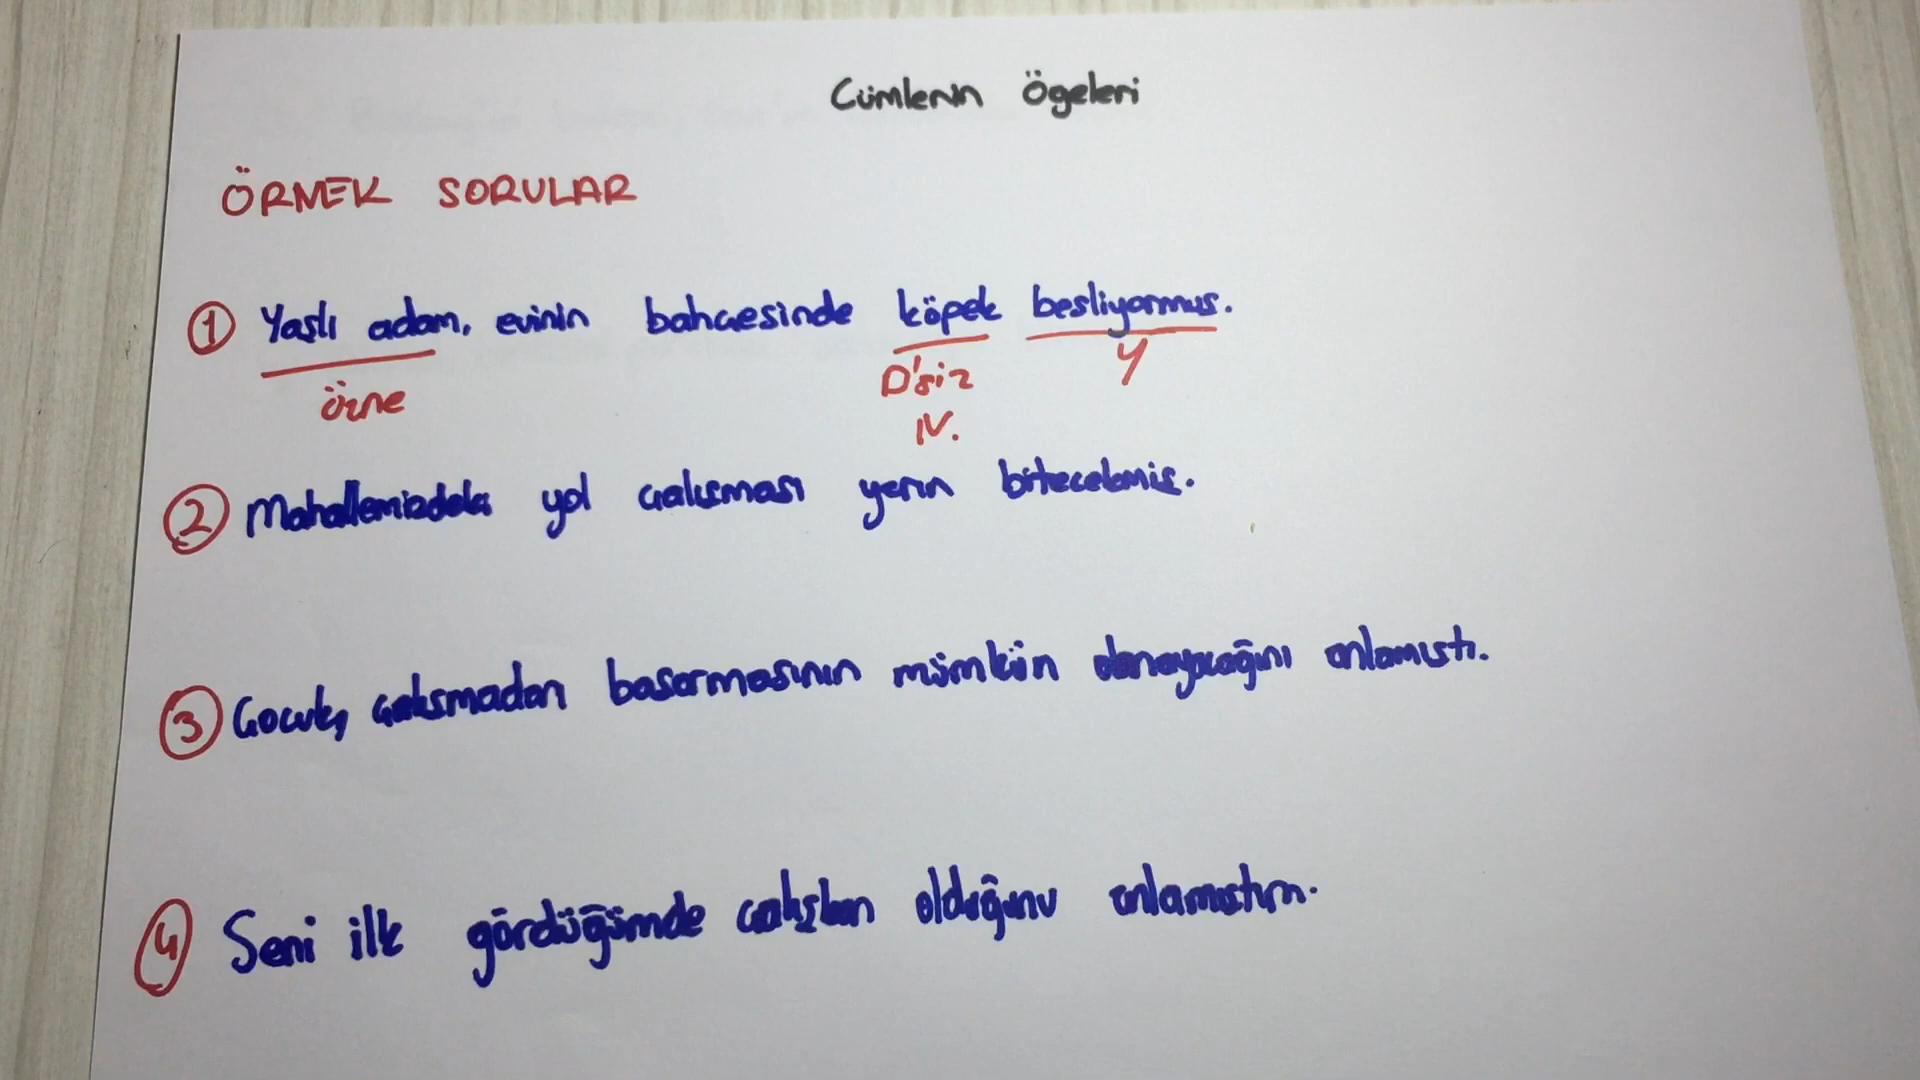 Cümlenin Ögeleri
ÖRNEK SORULAR
① Yaşlı adam, evinin bahçesinde köpek besliyormuş.
Özne D'siz Y
N.
② Mahallemizdeki yol çalışması yarın bitecekmiş.
③ Çocuk, çalışmadan başarmasının mümkün olmayacağını anlamıştı.
④ Seni ilk gördüğümde çalışkan olduğunu anlamıştım.